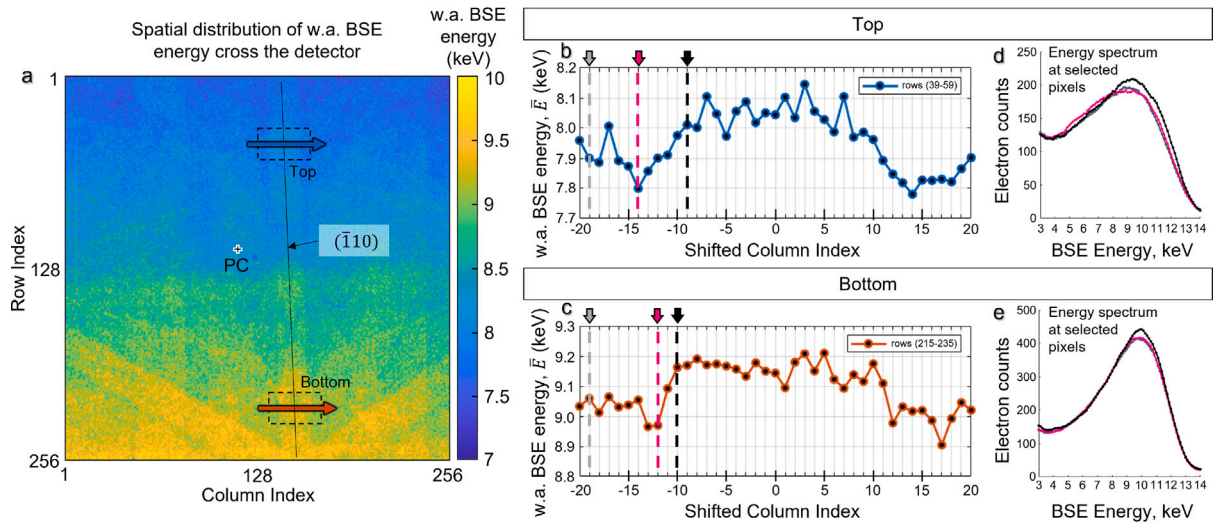 Spatial distribution of w.a. BSE
energy cross the detector
w.a. BSE
energy
(keV)
a
1
Row Index
128
256
1
128
256
Column Index
Top
(1̅10)
PC
Bottom
10
9.5
9
8.5
8
7.5
7
Top
b
w.a. BSE energy, E̅ (keV)
8.2
8.1
8.0
7.9
7.8
7.7
rows (39-59)
-20 -15 -10 -5 0 5 10 15 20
Shifted Column Index
d
Energy spectrum
at selected
pixels
Electron counts
250
200
150
100
50
0
3 4 5 6 7 8 9 10 11 12 13 14
BSE Energy, keV
Bottom
c
w.a. BSE energy, E̅ (keV)
9.3
9.2
9.1
9.0
8.9
8.8
rows (215-235)
-20 -15 -10 -5 0 5 10 15 20
Shifted Column Index
e
Energy spectrum
at selected
pixels
Electron counts
500
400
300
200
100
0
3 4 5 6 7 8 9 10 11 12 13 14
BSE Energy, keV